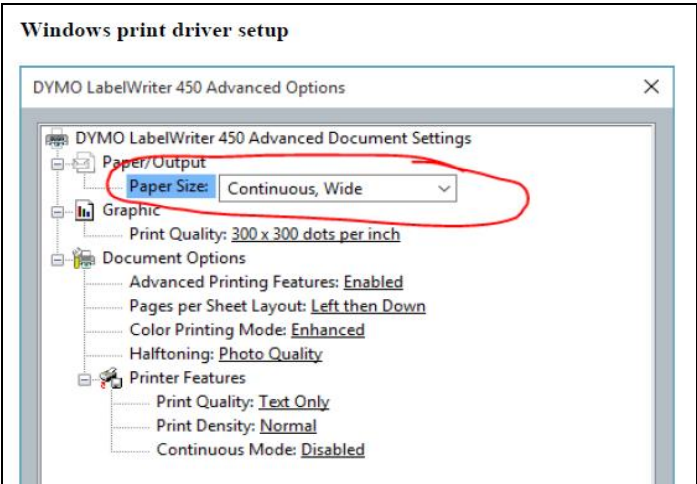 Windows print driver setup
DYMO LabelWriter 450 Advanced Options
DYMO LabelWriter 450 Advanced Document Settings
Paper/Output
Paper Size: Continuous, Wide
Graphic
Print Quality: 300 x 300 dots per inch
Document Options
Advanced Printing Features: Enabled
Pages per Sheet Layout: Left then Down
Color Printing Mode: Enhanced
Halftoning: Photo Quality
Printer Features
Print Quality: Text Only
Print Density: Normal
Continuous Mode: Disabled